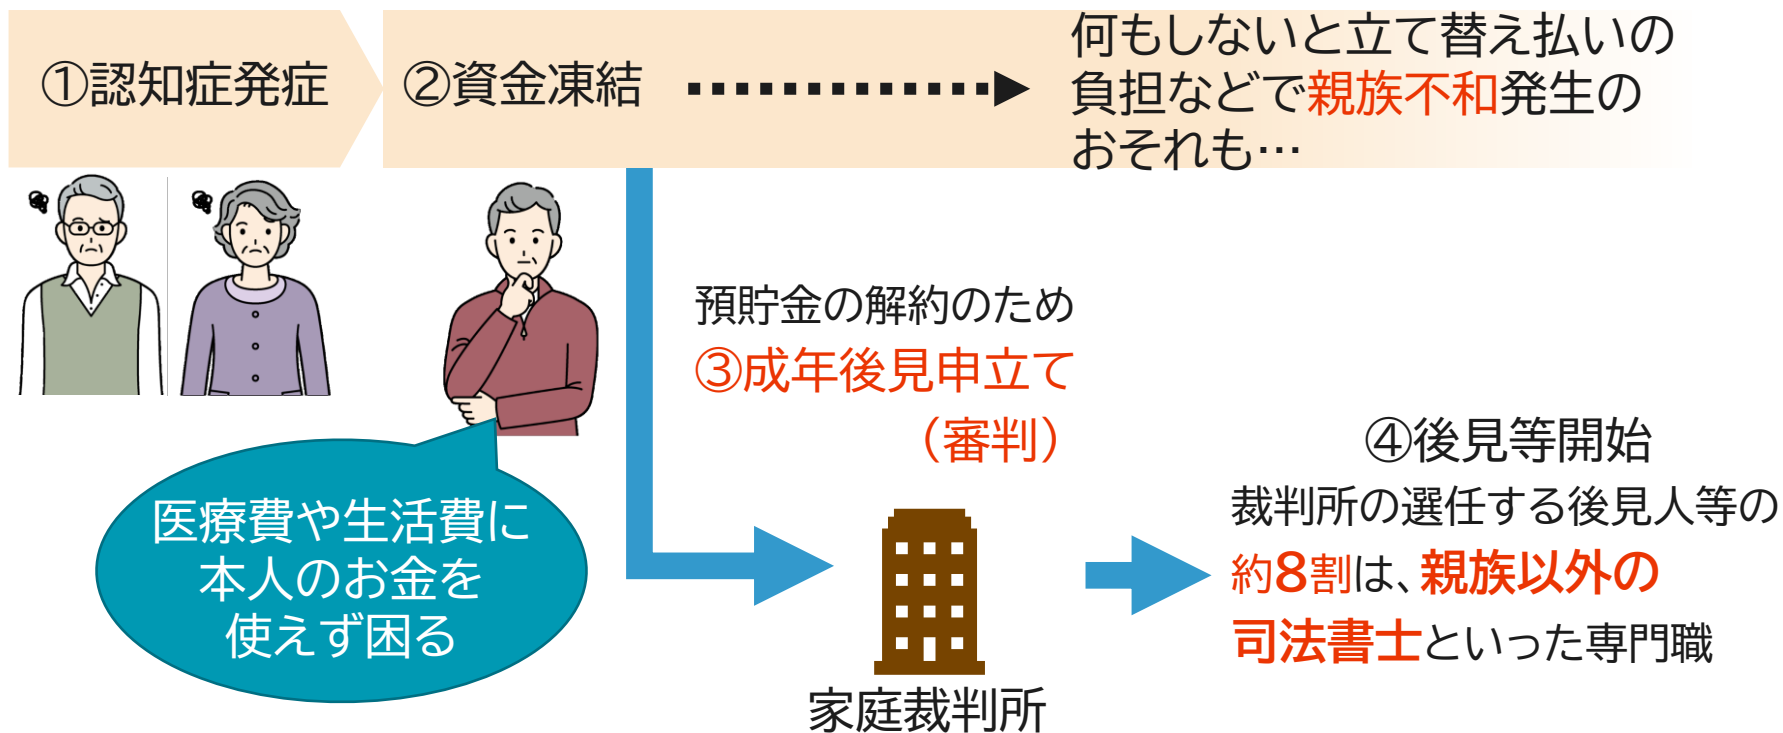 ①認知症発症
②資金凍結
何もしないと立て替え払いの
負担などで親族不和発生の
おそれも…
預貯金の解約のため
③成年後見申立て
（審判）
医療費や生活費に
本人のお金を
使えず困る
家庭裁判所
④後見等開始
裁判所の選任する後見人等の
約8割は、親族以外の
司法書士といった専門職